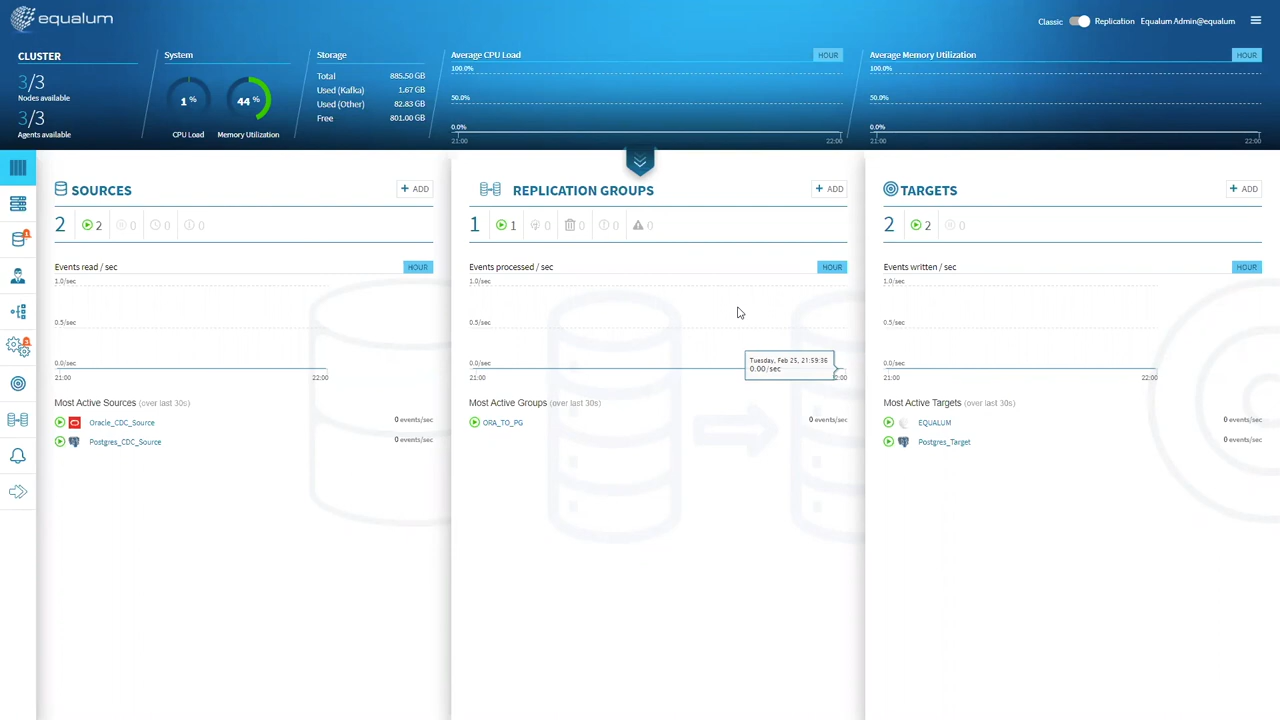 equalum
Classic Replication Equalum Admin@equalum
CLUSTER
3/3
Nodes available
3/3
Agents available
System
1 %
44 %
CPU Load Memory Utilization
Storage
Total 885.50 GB
Used (Kafka) 1.67 GB
Used (Other) 82.83 GB
Free 801.00 GB
Average CPU Load HOUR
100.0%
50.0%
0.0%
21:00 22:00
Average Memory Utilization HOUR
100.0%
50.0%
0.0%
21:00 22:00
SOURCES + ADD
2 2 0 0 0
Events read / sec HOUR
1.0/sec
0.5/sec
0.0/sec
21:00 22:00
Most Active Sources (over last 30s)
Oracle_CDC_Source 0 events/sec
Postgres_CDC_Source 0 events/sec
REPLICATION GROUPS + ADD
1 1 0 0 0 0
Events processed / sec HOUR
1.0/sec
0.5/sec
Tuesday, Feb 25, 21:59:36
0.00/sec
0.0/sec
21:00 22:00
Most Active Groups (over last 30s)
ORA_TO_PG 0 events/sec
TARGETS + ADD
2 2 0
Events written / sec HOUR
1.0/sec
0.5/sec
0.0/sec
21:00 22:00
Most Active Targets (over last 30s)
EQUALUM 0 events/sec
Postgres_Target 0 events/sec